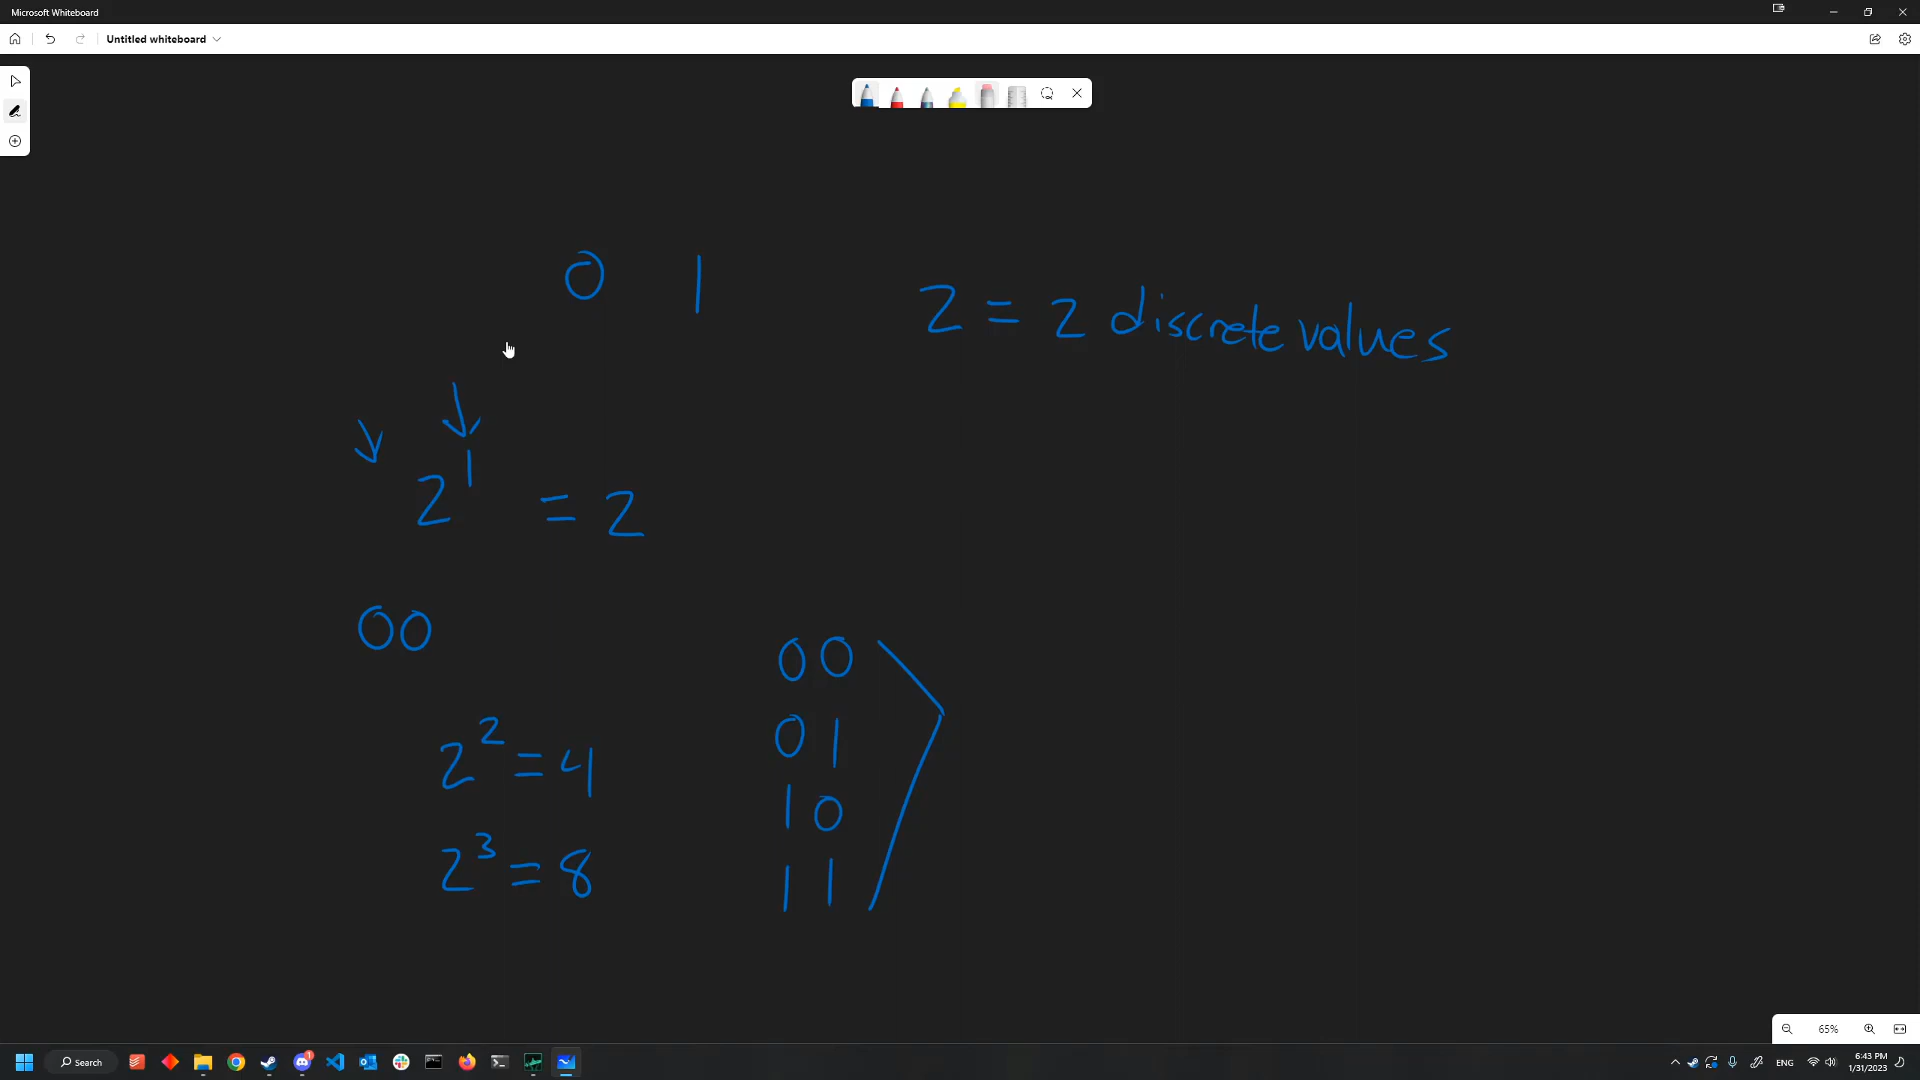 Microsoft Whiteboard
Untitled whiteboard
0 1
2 = 2 discrete values
2^1 = 2
00
2^2 = 4
2^3 = 8
00
01
10
11
65%
Search
1
ENG
6:43 PM
1/31/2023